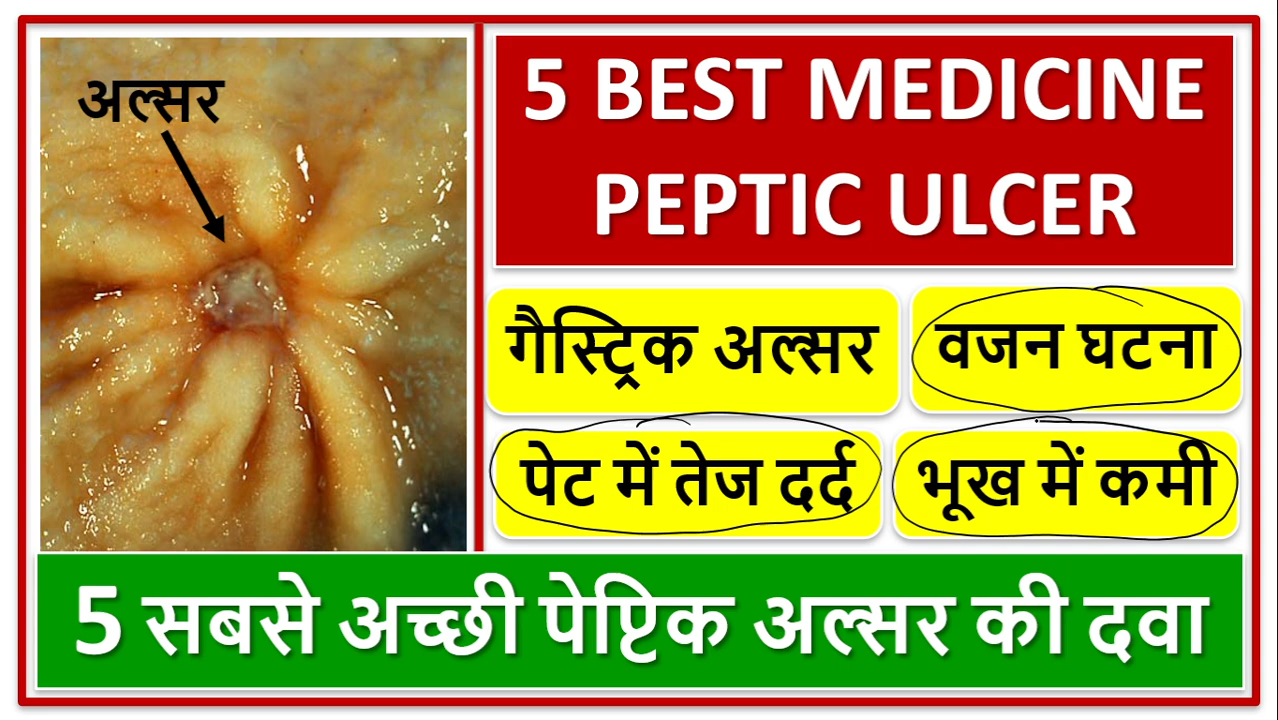 अल्सर
5 BEST MEDICINE
PEPTIC ULCER
गैस्ट्रिक अल्सर
वजन घटना
पेट में तेज दर्द
भूख में कमी
5 सबसे अच्छी पेप्टिक अल्सर की दवा